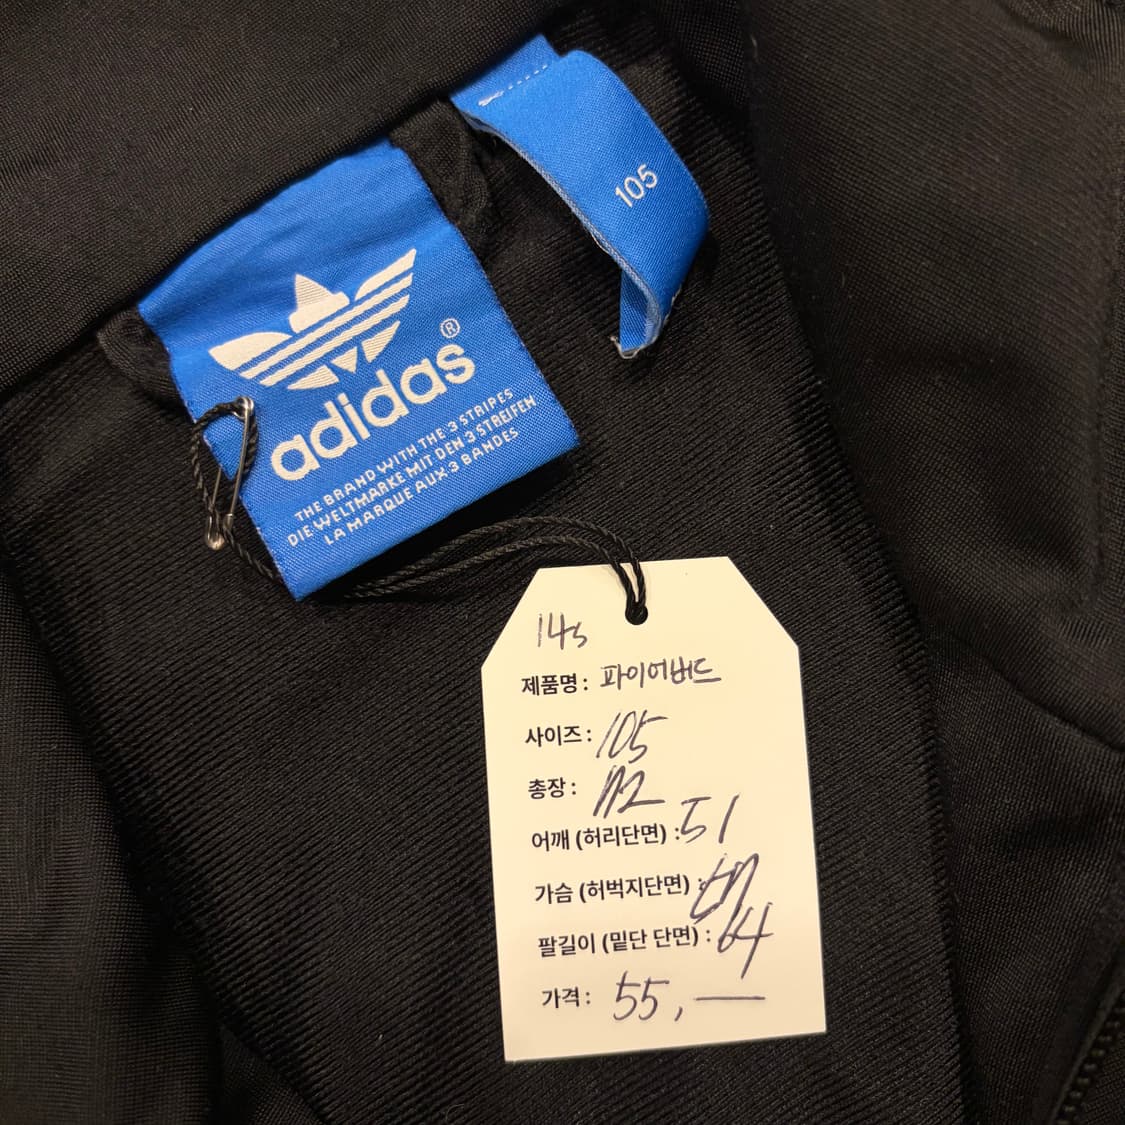 105
adidas ®
THE BRAND WITH THE 3 STRIPES
DIE WELTMARKE MIT DEN 3 STREIFEN
LA MARQUE AUX 3 BANDES
14s
제품명: 파이어버드
사이즈: 105
총장: 72
어깨 (허리단면) : 51
가슴 (허벅지단면) :
팔길이 (밑단 단면) : 64
가격: 55,—